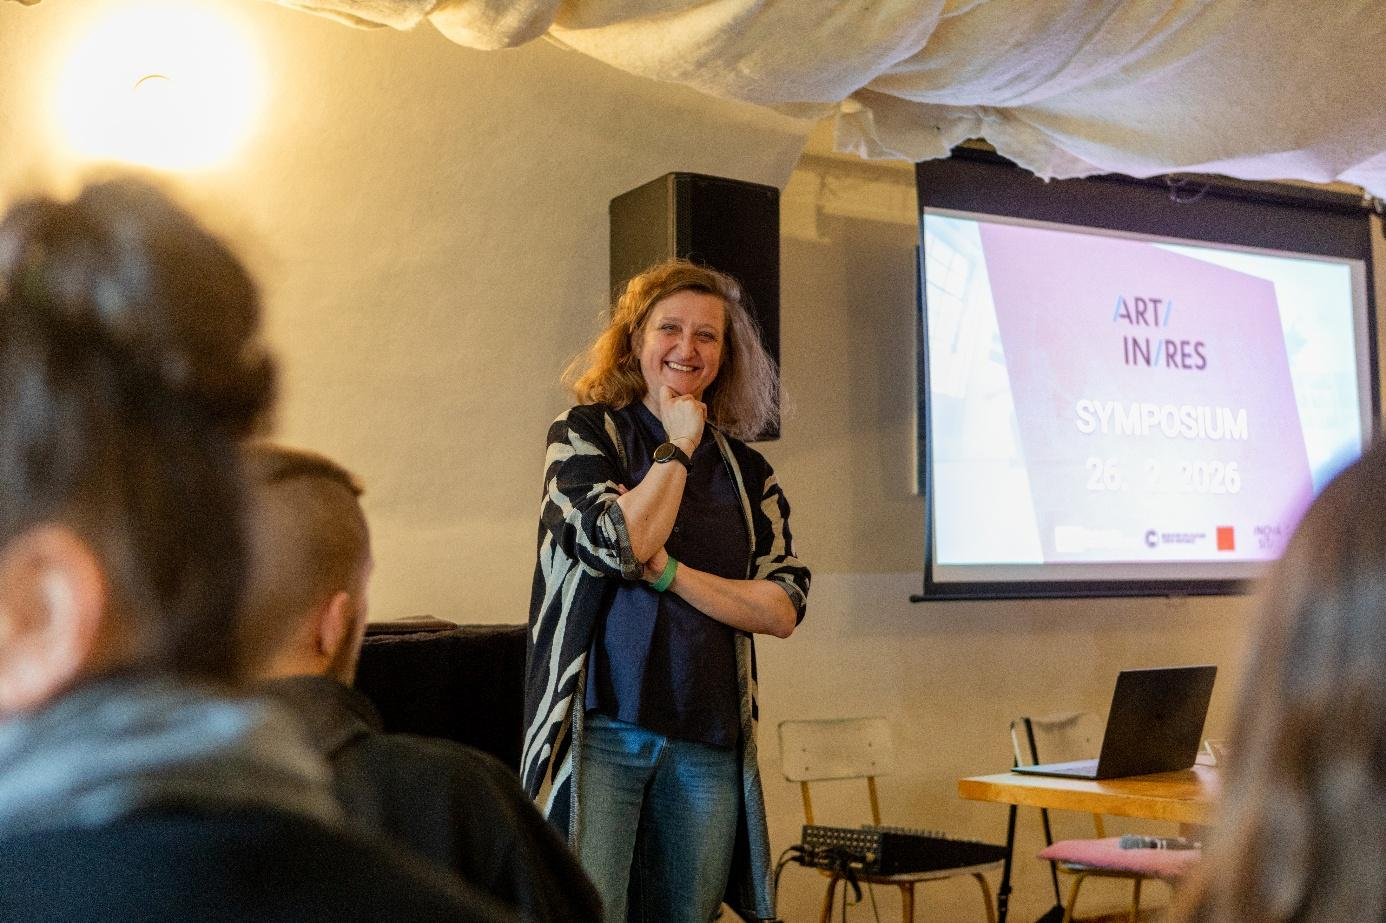 ART/
IN/RES
SYMPOSIUM
26. 2. 2026